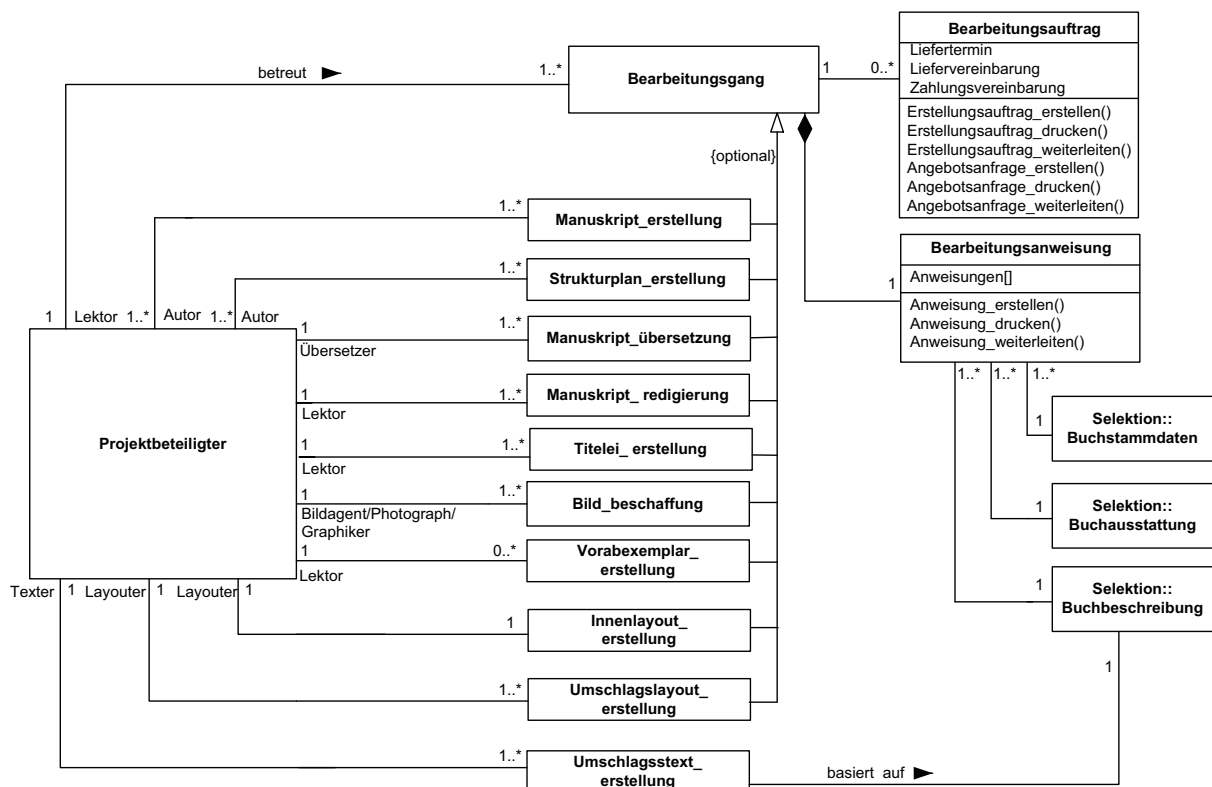 Bearbeitungsauftrag
Liefertermin
Liefervereinbarung
Zahlungsvereinbarung
Erstellungsauftrag_erstellen()
Erstellungsauftrag_drucken()
Erstellungsauftrag_weiterleiten()
Angebotsanfrage_erstellen()
Angebotsanfrage_drucken()
Angebotsanfrage_weiterleiten()
betreut
1..*
Bearbeitungsgang
1
0..*
{optional}
1..*
Manuskript_erstellung
Bearbeitungsanweisung
Anweisungen[]
Anweisung_erstellen()
Anweisung_drucken()
Anweisung_weiterleiten()
1
1..*
Strukturplan_erstellung
1
Lektor
1..*
Autor
1..*
Autor
1
Übersetzer
1..*
Manuskript_übersetzung
1..*
1..*
1..*
1
Lektor
1..*
Manuskript_ redigierung
1
Selektion::
Buchstammdaten
Projektbeteiligter
1
Lektor
1..*
Titelei_ erstellung
1
Bildagent/Photograph/
Graphiker
1..*
Bild_beschaffung
1
Selektion::
Buchausstattung
1
Lektor
0..*
Vorabexemplar_
erstellung
1
Selektion::
Buchbeschreibung
Texter
1
Layouter
1
Layouter
1
1
Innenlayout_
erstellung
1
1..*
Umschlagslayout_
erstellung
1..*
Umschlagsstext_
erstellung
basiert auf